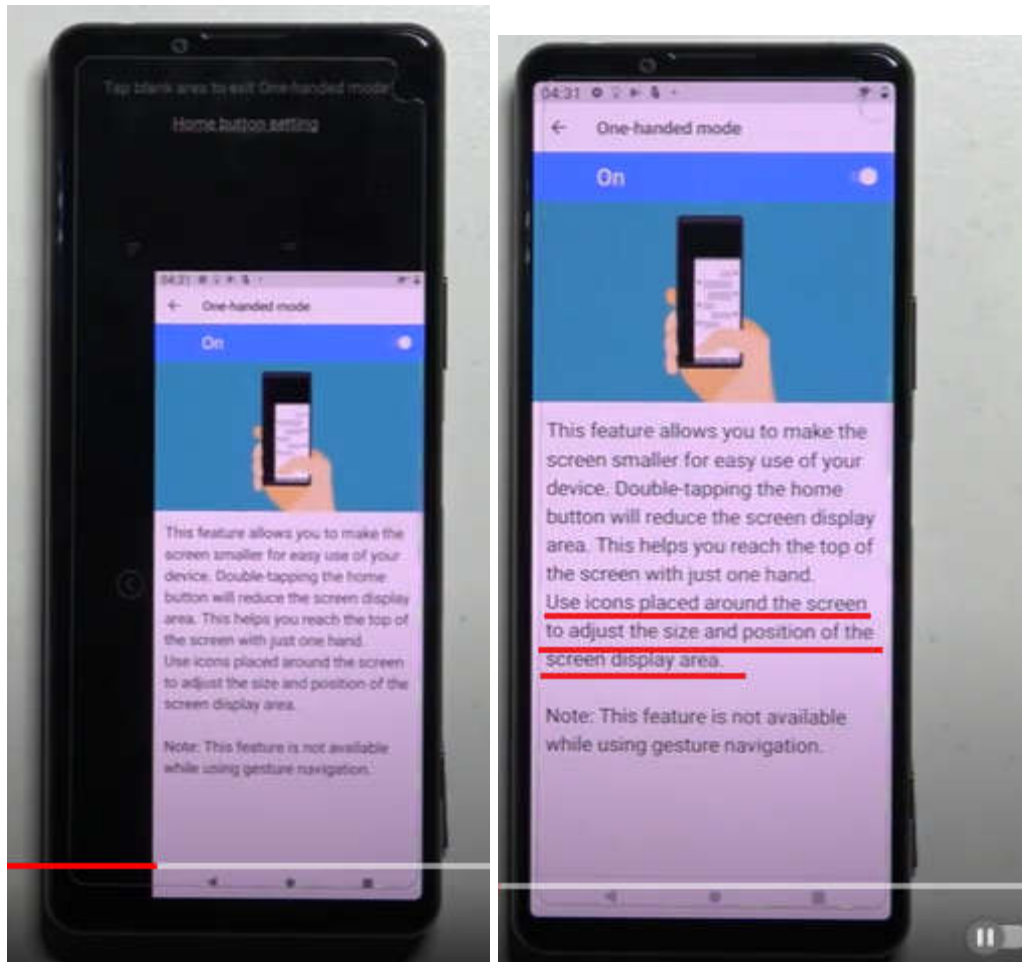 Tap blank area to exit One-handed mode
Home button setting
04:31
One-handed mode
On
This feature allows you to make the
screen smaller for easy use of your
device. Double-tapping the home
button will reduce the screen display
area. This helps you reach the top of
the screen with just one hand.
Use icons placed around the screen
to adjust the size and position of the
screen display area.
Note: This feature is not available
while using gesture navigation.
04:31
One-handed mode
On
This feature allows you to make the
screen smaller for easy use of your
device. Double-tapping the home
button will reduce the screen display
area. This helps you reach the top of
the screen with just one hand.
Use icons placed around the screen
to adjust the size and position of the
screen display area.
Note: This feature is not available
while using gesture navigation.